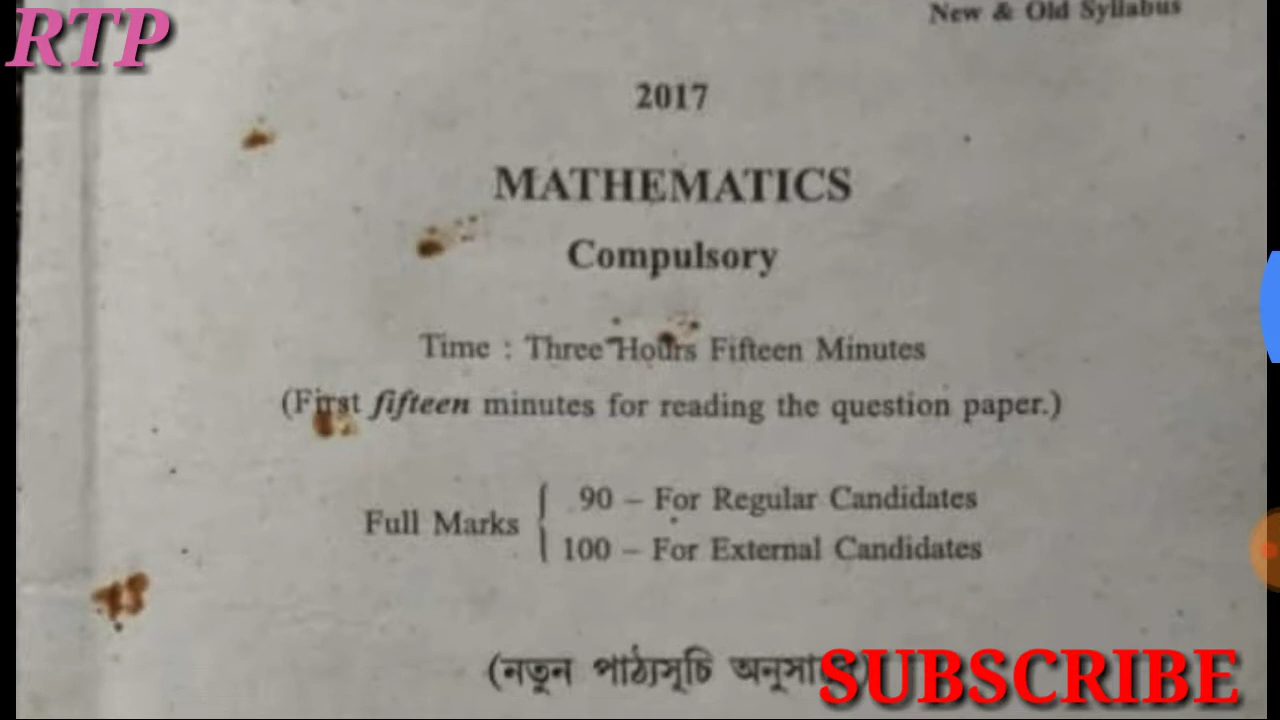 RTP
New & Old Syllabus
2017
MATHEMATICS
Compulsory
Time : Three Hours Fifteen Minutes
(First fifteen minutes for reading the question paper.)
Full Marks { 90 – For Regular Candidates
100 – For External Candidates
(নতুন পাঠ্যসূচি
SUBSCRIBE